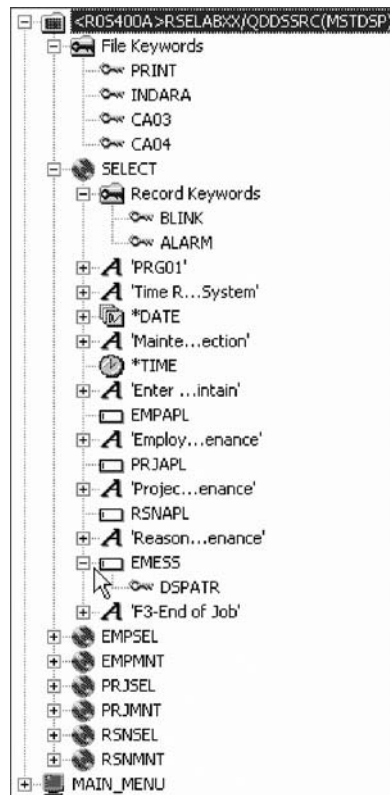 <R0S400A>RSELABXX/QDDSSRC(MSTDSP)
File Keywords
PRINT
INDARA
CA03
CA04
SELECT
Record Keywords
BLINK
ALARM
'PRG01'
'Time R...System'
*DATE
'Mainte...ection'
*TIME
'Enter ...intain'
EMPAPL
'Employ...enance'
PRJAPL
'Projec...enance'
RSNAPL
'Reason...enance'
EMESS
DSPATR
'F3-End of Job'
EMPSEL
EMPMNT
PRJSEL
PRJMNT
RSNSEL
RSNMNT
MAIN_MENU